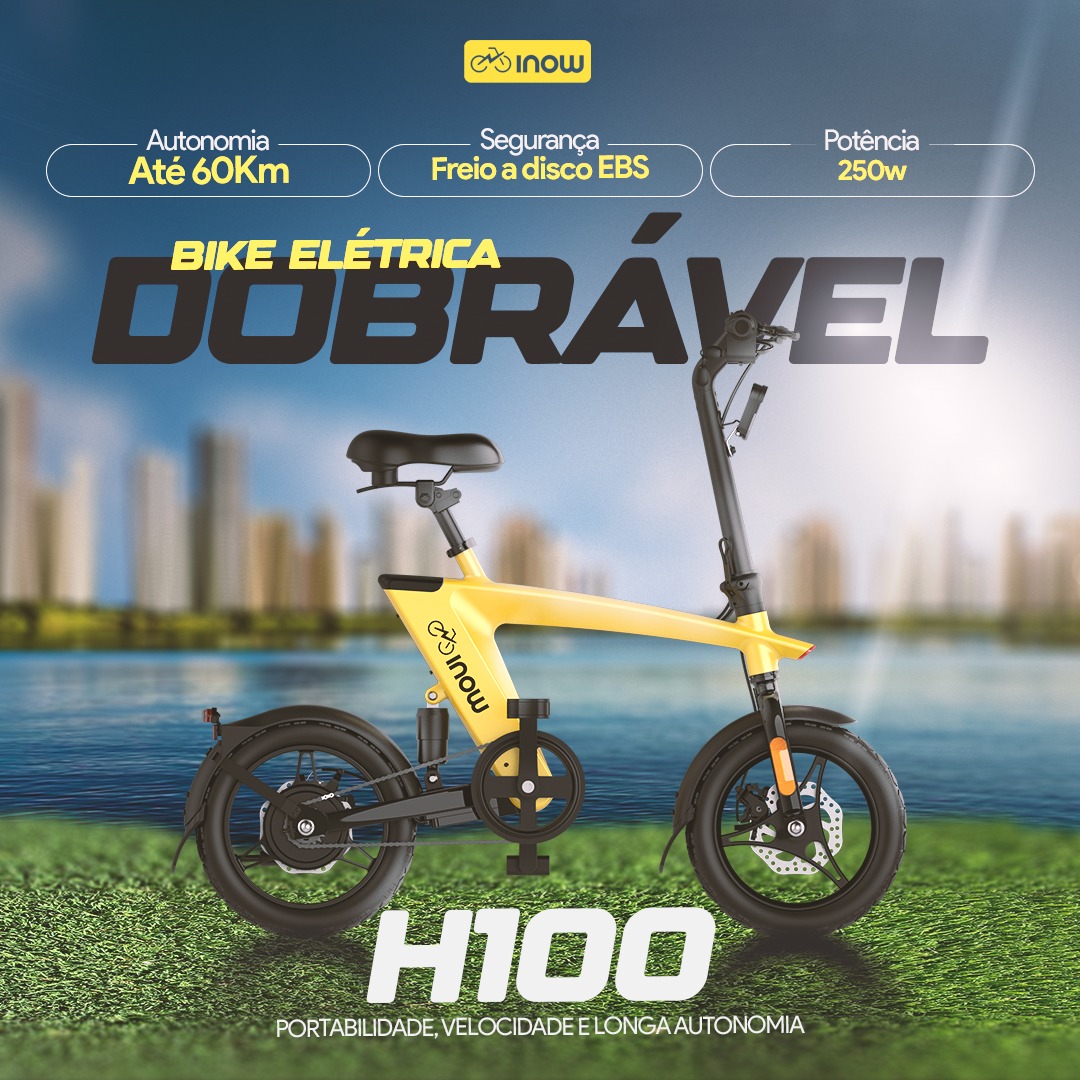 inow
Autonomia
Até 60Km
Segurança
Freio a disco EBS
Potência
250w
BIKE ELÉTRICA
DOBRÁVEL
inow
H100
PORTABILIDADE, VELOCIDADE E LONGA AUTONOMIA